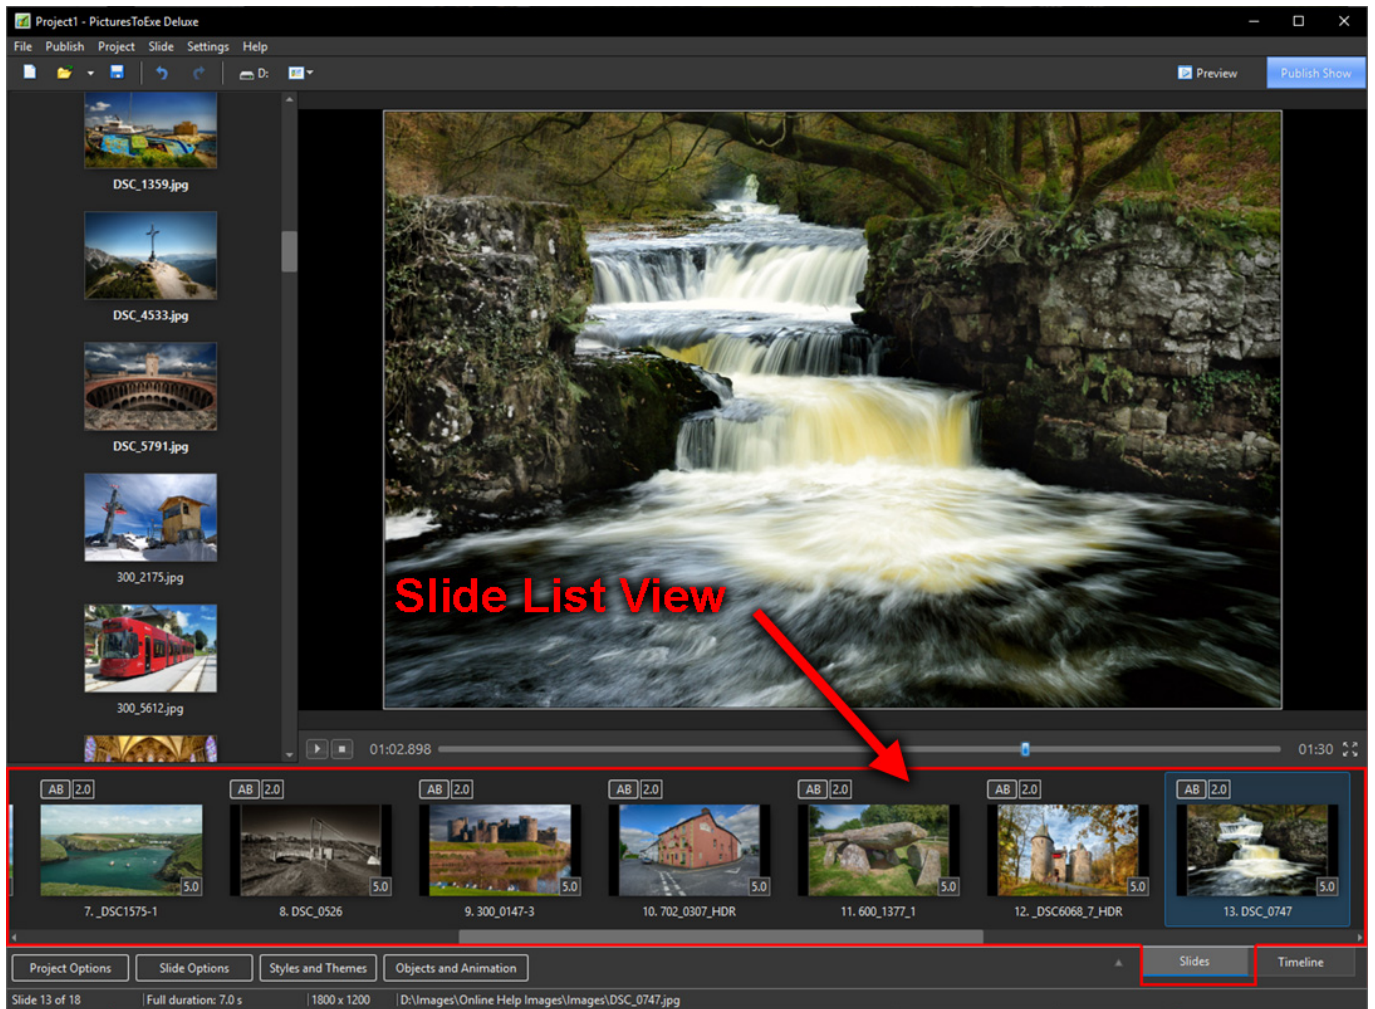 Project1 - PicturesToExe Deluxe
File Publish Project Slide Settings Help
D:
Preview
Publish Show
DSC_1359.jpg
DSC_4533.jpg
DSC_5791.jpg
300_2175.jpg
300_5612.jpg
Slide List View
01:02.898
01:30
AB 2.0
AB 2.0
AB 2.0
AB 2.0
AB 2.0
AB 2.0
AB 2.0
5.0
5.0
5.0
5.0
5.0
5.0
5.0
7. _DSC1575-1
8. DSC_0526
9. 300_0147-3
10. 702_0307_HDR
11. 600_1377_1
12. _DSC6068_7_HDR
13. DSC_0747
Project Options
Slide Options
Styles and Themes
Objects and Animation
Slides
Timeline
Slide 13 of 18
Full duration: 7.0 s
1800 x 1200
D:\Images\Online Help Images\Images\DSC_0747.jpg